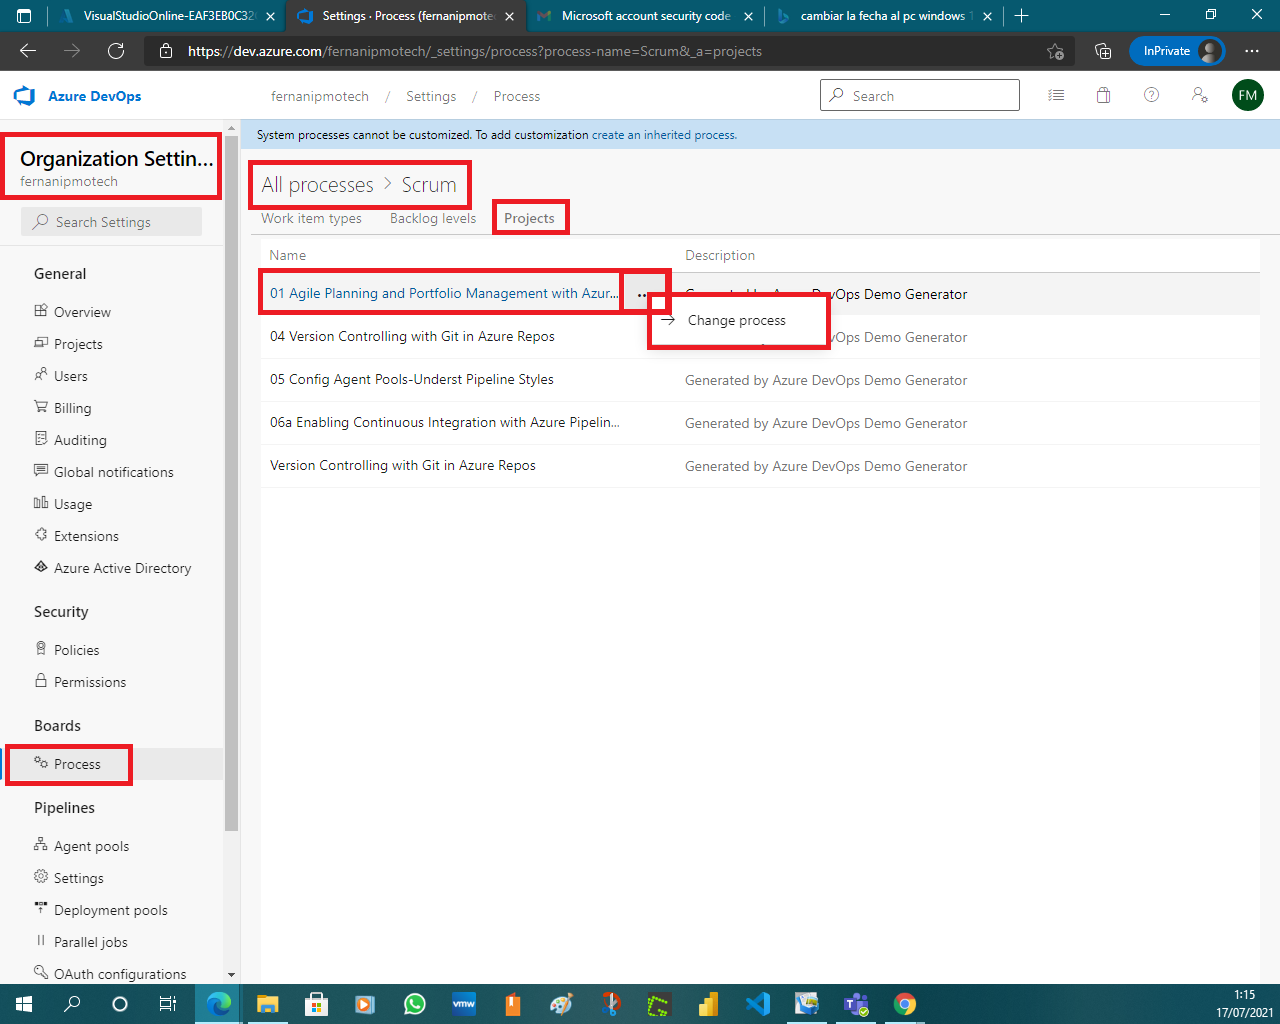 VisualStudioOnline-EAF3EB0C32
Settings · Process (fernanipmote
Microsoft account security code
cambiar la fecha al pc windows 1
https://dev.azure.com/fernanipmotech/_settings/process?process-name=Scrum&_a=projects
InPrivate
Azure DevOps
fernanipmotech / Settings / Process
Search
FM
Organization Settin...
fernanipmotech
Search Settings
General
Overview
Projects
Users
Billing
Auditing
Global notifications
Usage
Extensions
Azure Active Directory
Security
Policies
Permissions
Boards
Process
Pipelines
Agent pools
Settings
Deployment pools
Parallel jobs
OAuth configurations
System processes cannot be customized. To add customization create an inherited process.
All processes > Scrum
Work item types Backlog levels Projects
Name Description
01 Agile Planning and Portfolio Management with Azur... Generated by Azure DevOps Demo Generator
Change process
04 Version Controlling with Git in Azure Repos vOps Demo Generator
05 Config Agent Pools-Underst Pipeline Styles Generated by Azure DevOps Demo Generator
06a Enabling Continuous Integration with Azure Pipelin... Generated by Azure DevOps Demo Generator
Version Controlling with Git in Azure Repos Generated by Azure DevOps Demo Generator
vmw
1:15
17/07/2021